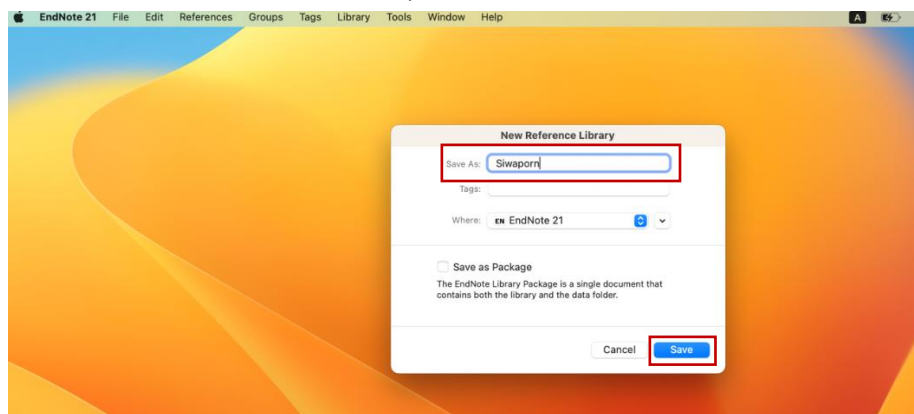 EndNote 21 File Edit References Groups Tags Library Tools Window Help A
New Reference Library
Save As: Siwaporn
Tags:
Where: EN EndNote 21
Save as Package
The EndNote Library Package is a single document that
contains both the library and the data folder.
Cancel Save